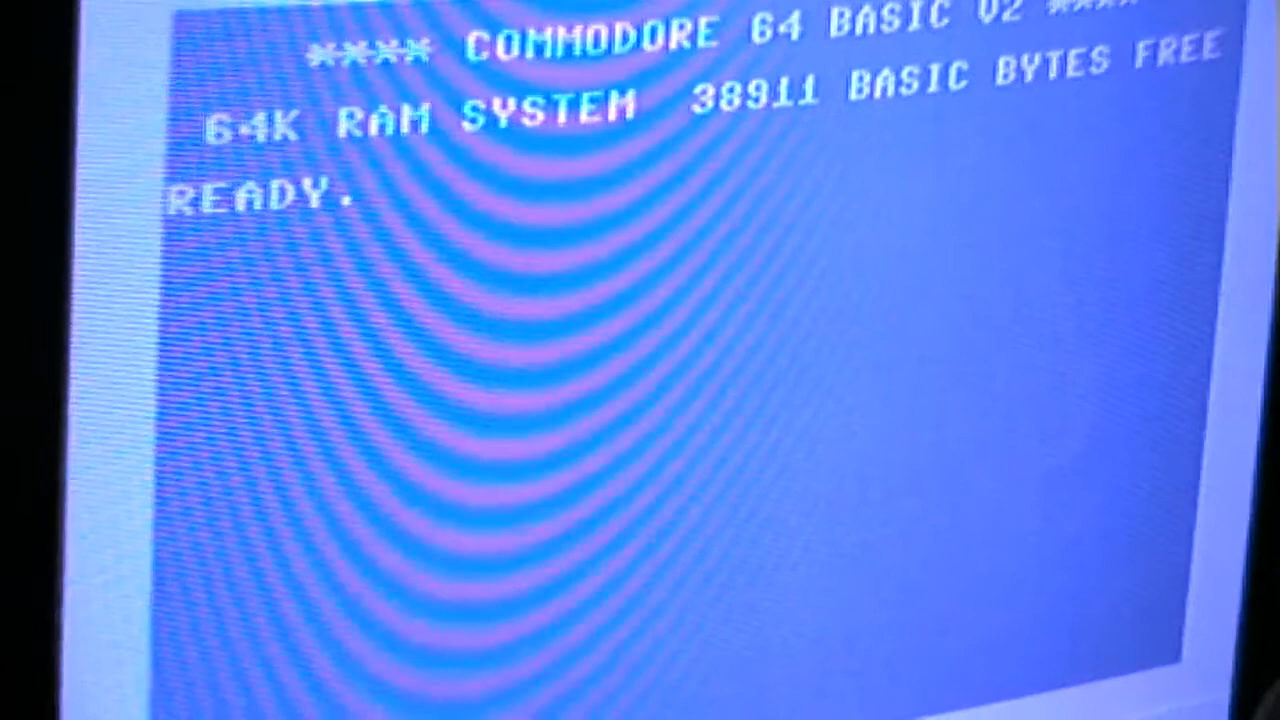 **** COMMODORE 64 BASIC V2 ****
64K RAM SYSTEM  38911 BASIC BYTES FREE
READY.